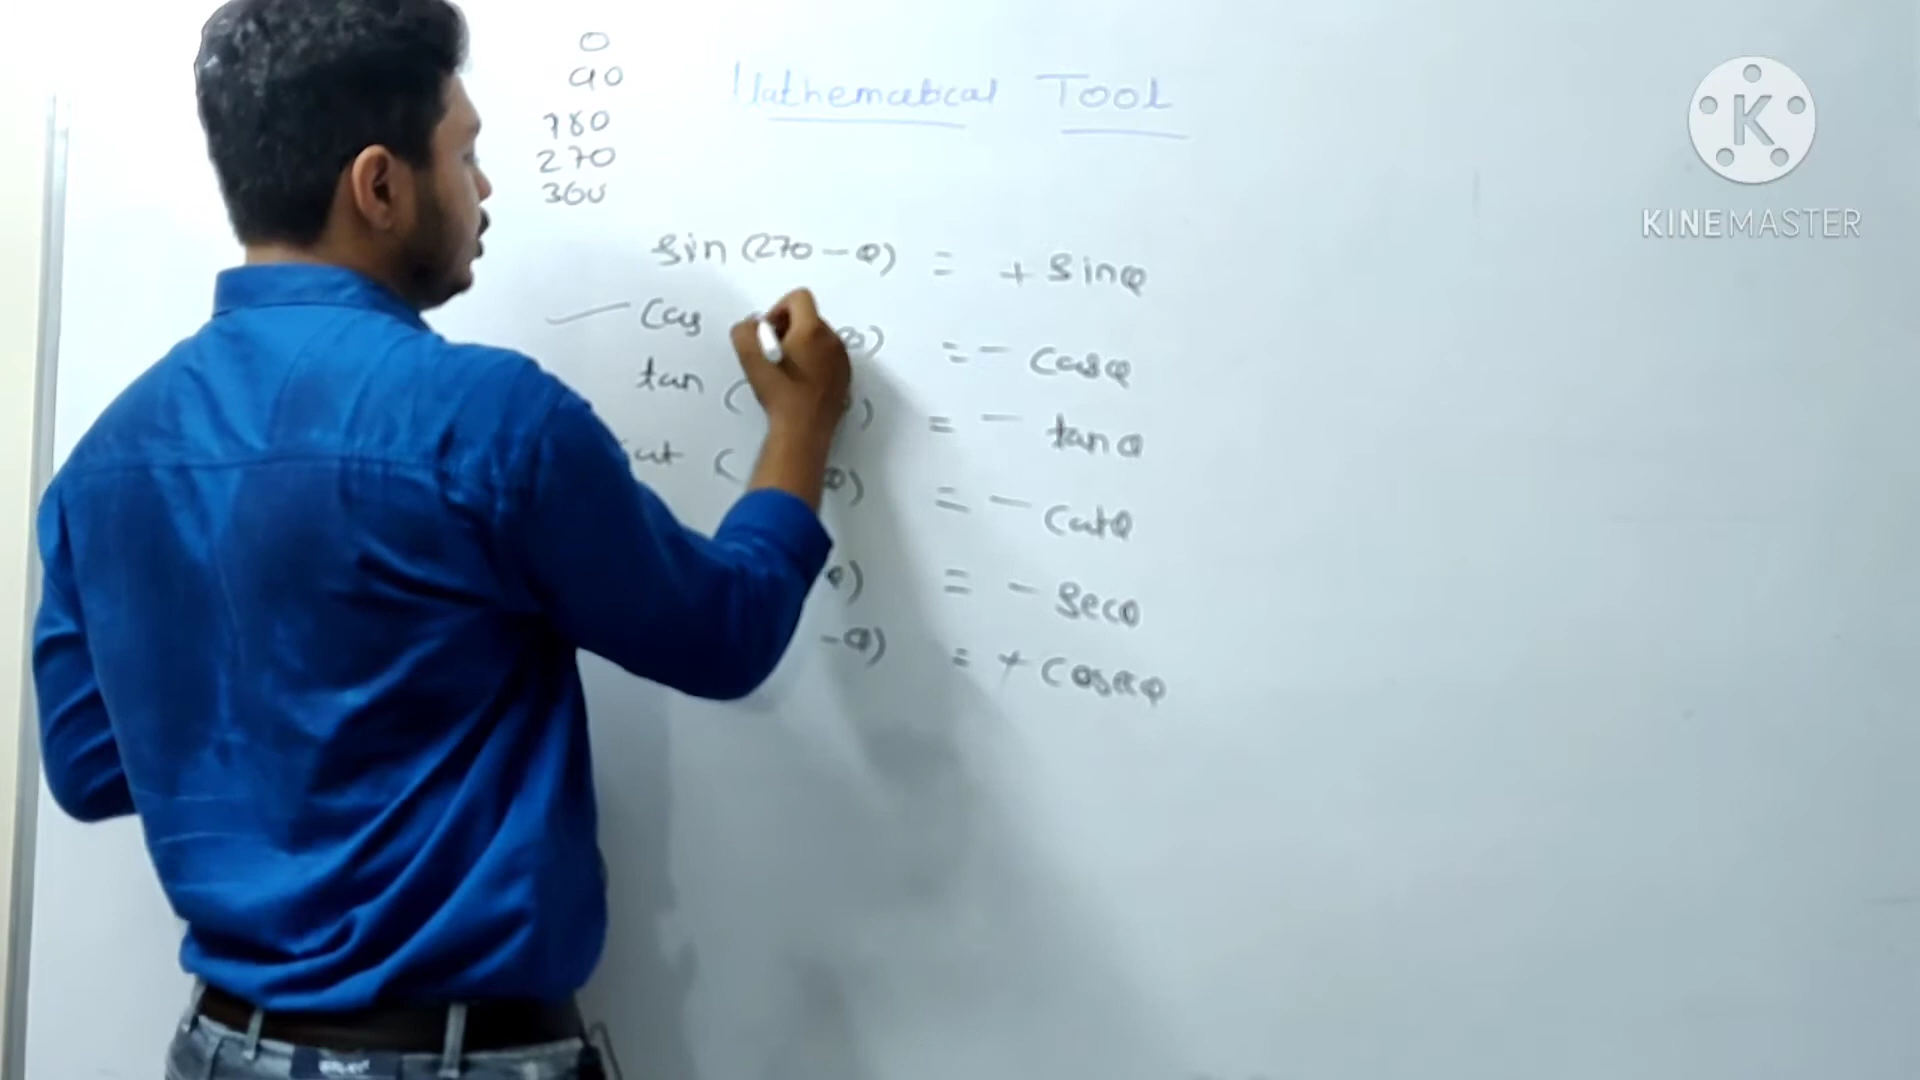 0
90
180
270
360
Mathematical Tool
sin (270 - θ) = + sinθ
Cos θ) = - cosθ
tan ( ) = - tanθ
cot ( θ) = - cotθ
θ) = - secθ
- θ) = + cosecθ
K
KINEMASTER